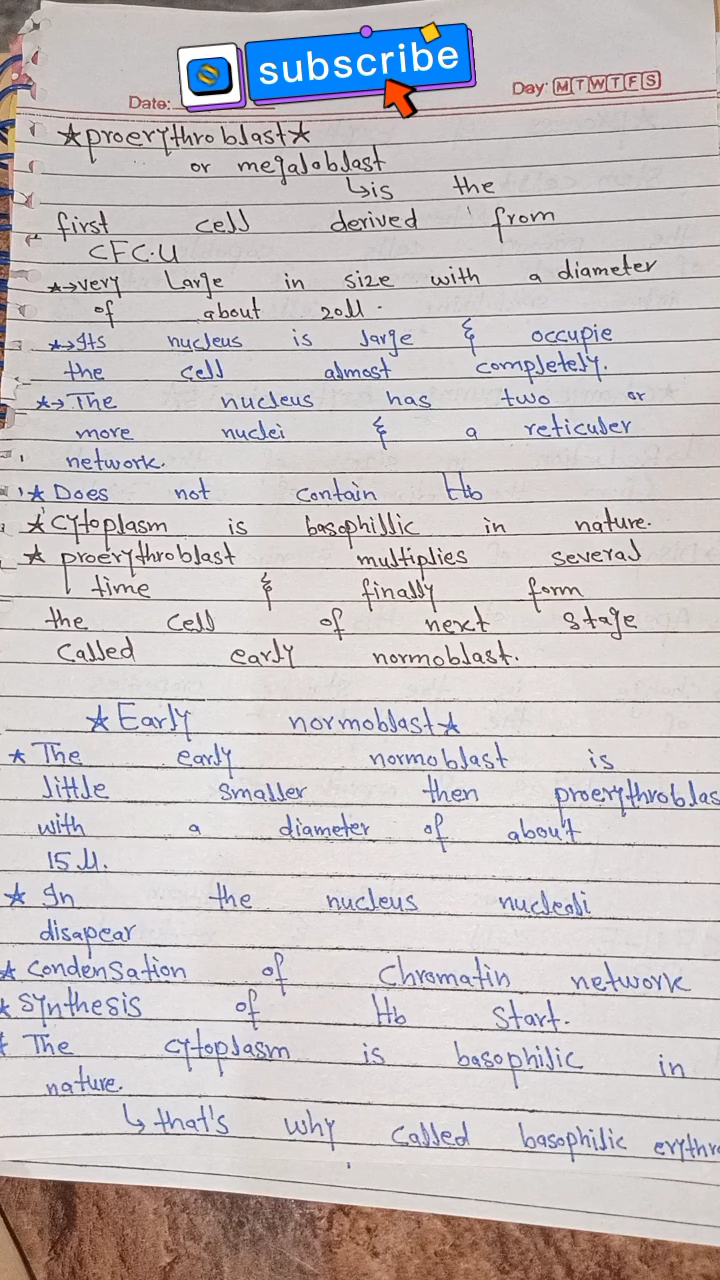 subscribe
Day: M T W T F S
Date:
★proerythroblast★
or megaloblast
↳is the
first cell derived from
CFC.U
★→very Large in size with a diameter
of about 20µ.
★→Its nucleus is large & occupie
the cell almost completely.
★→The nucleus has two or
more nuclei & a reticuler
network.
★ Does not contain Hb
★ Cytoplasm is basophillic in nature.
★ proerythroblast multiplies several
time & finally form
the cell of next stage
Called early normoblast.
★Early normoblast★
★ The early normoblast is
little smaller then proerythroblas
with a diameter of about
15 µ.
★ In the nucleus nucleoli
disapear
★ Condensation of Chromatin network
★ Synthesis of Hb Start.
★ The cytoplasm is basophilic in
nature.
↳ that's why Called basophilic erythr